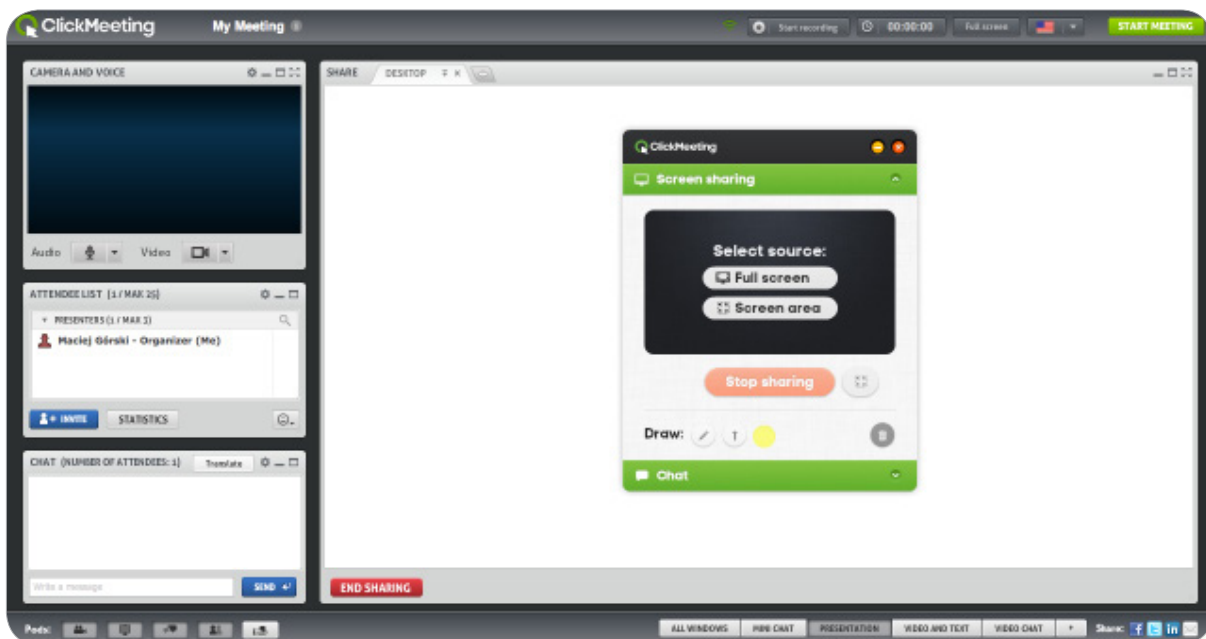 ClickMeeting
My Meeting
Start recording
00:00:00
Full screen
START MEETING
CAMERA AND VOICE
Audio
Video
ATTENDEE LIST (1 / MAX 25)
PRESENTERS (1 / MAX 3)
Maciej Górski - Organizer (Me)
INVITE
STATISTICS
CHAT (NUMBER OF ATTENDEES: 1)
Translate
Write a message
SEND
SHARE
DESKTOP
ClickMeeting
Screen sharing
Select source:
Full screen
Screen area
Stop sharing
Draw:
T
Chat
END SHARING
Pods:
ALL WINDOWS
MINI CHAT
PRESENTATION
VIDEO AND TEXT
VIDEO CHAT
+
Share: